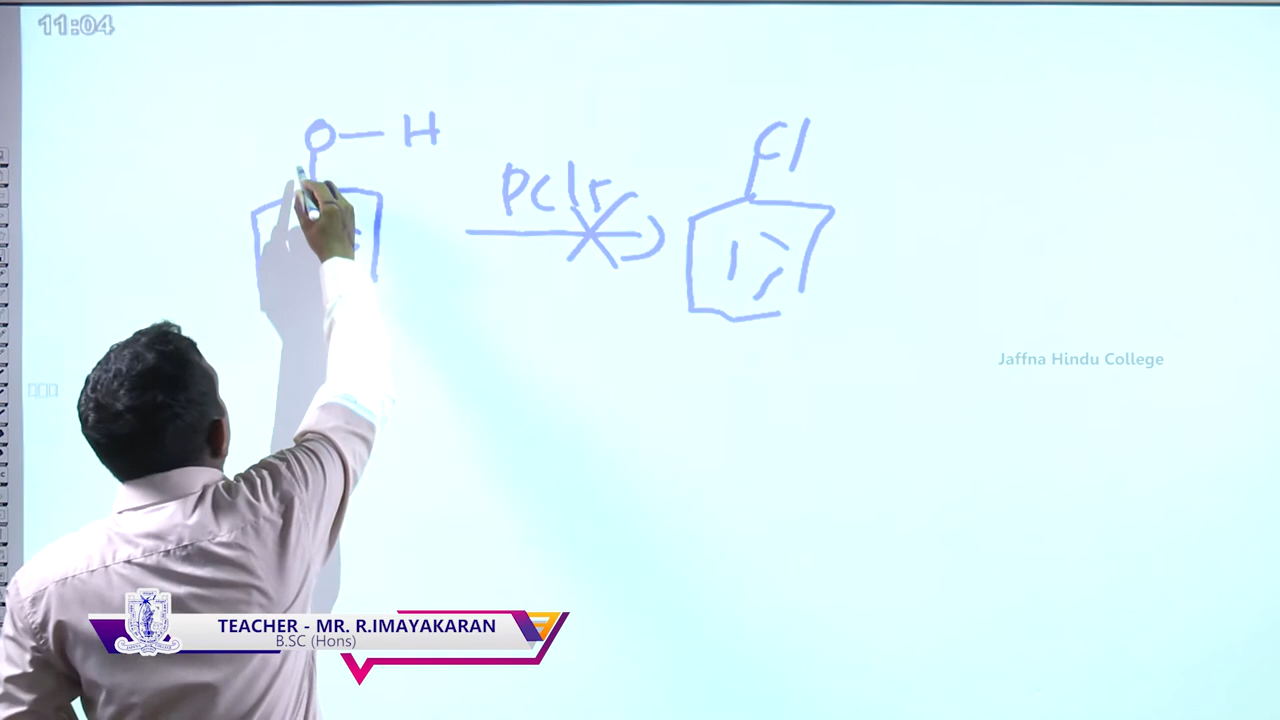 11:04
O — H
PCl5
Cl
Jaffna Hindu College
TEACHER - MR. R.IMAYAKARAN
B.SC (Hons)